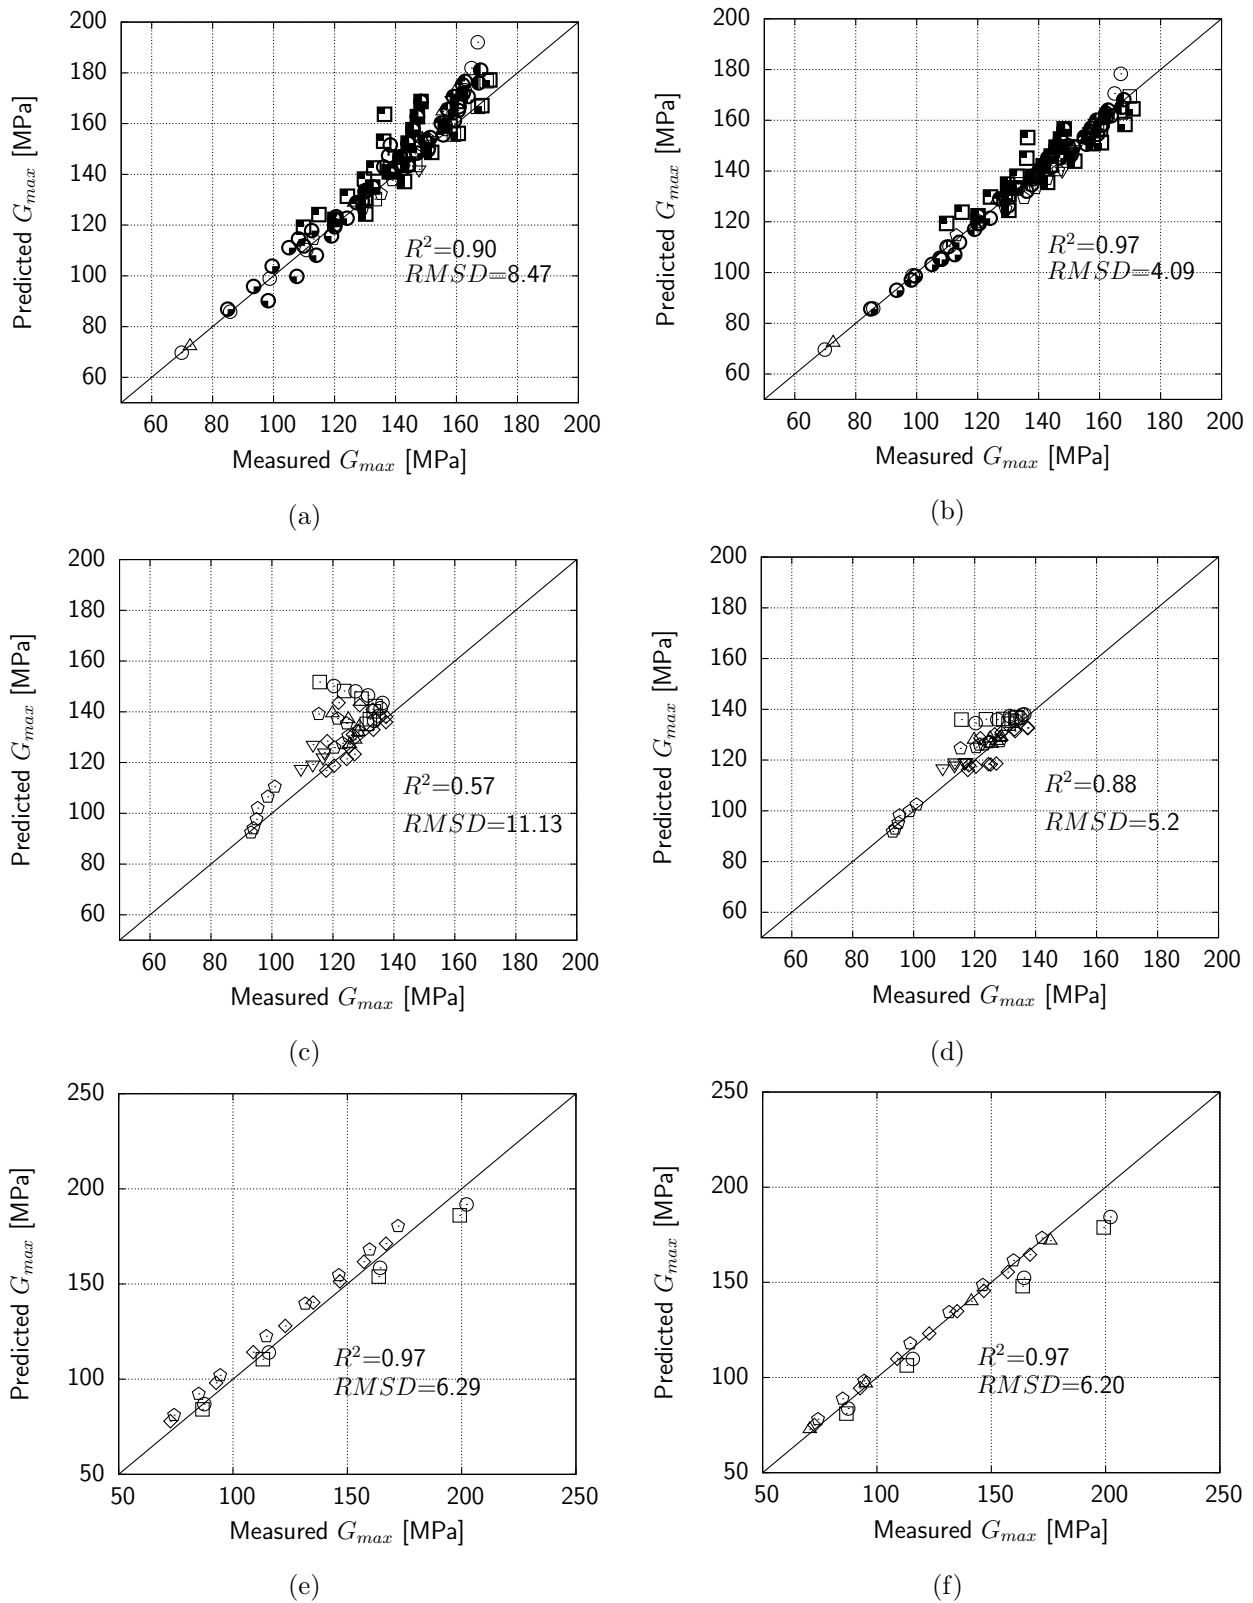 200
180
160
140
120
100
80
60
Predicted G_max [MPa]
R²=0.90
RMSD=8.47
60 80 100 120 140 160 180 200
Measured G_max [MPa]
(a)
200
180
160
140
120
100
80
60
Predicted G_max [MPa]
R²=0.97
RMSD=4.09
60 80 100 120 140 160 180 200
Measured G_max [MPa]
(b)
200
180
160
140
120
100
80
60
Predicted G_max [MPa]
R²=0.57
RMSD=11.13
60 80 100 120 140 160 180 200
Measured G_max [MPa]
(c)
200
180
160
140
120
100
80
60
Predicted G_max [MPa]
R²=0.88
RMSD=5.2
60 80 100 120 140 160 180 200
Measured G_max [MPa]
(d)
250
200
150
100
50
Predicted G_max [MPa]
R²=0.97
RMSD=6.29
50 100 150 200 250
Measured G_max [MPa]
(e)
250
200
150
100
50
Predicted G_max [MPa]
R²=0.97
RMSD=6.20
50 100 150 200 250
Measured G_max [MPa]
(f)